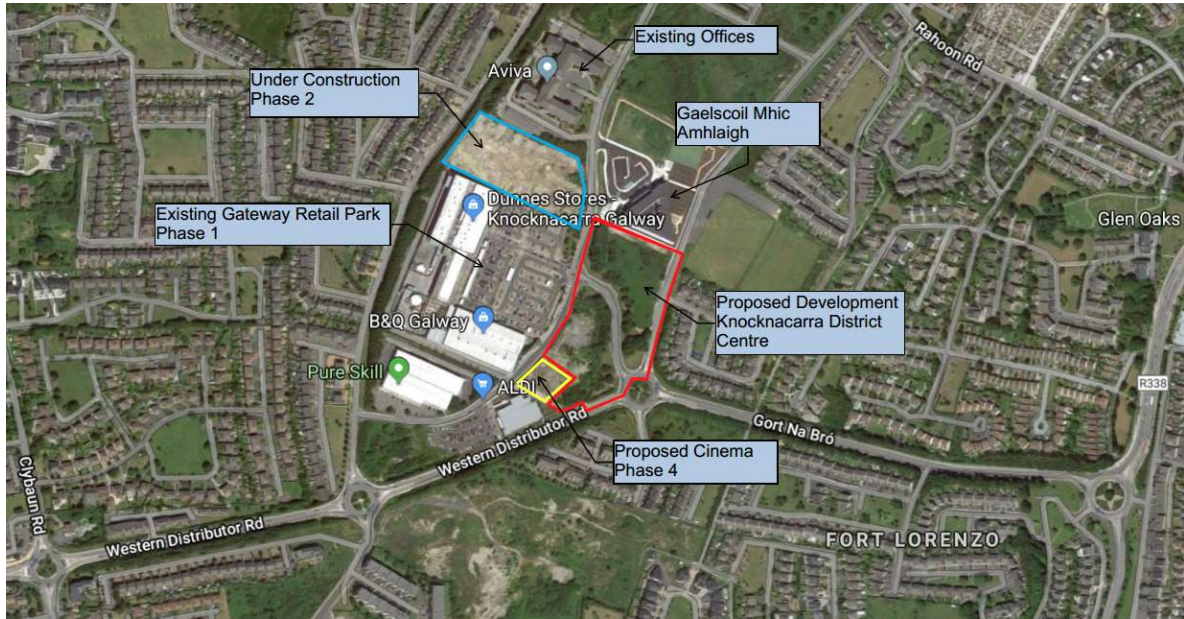 Existing Offices
Rahoon Rd
Aviva
Under Construction
Phase 2
Gaelscoil Mhic
Amhlaigh
Dunnes Stores -
Knocknacarra Galway
Existing Gateway Retail Park
Phase 1
Glen Oaks
Proposed Development
Knocknacarra District
Centre
B&Q Galway
Pure Skill
ALDI
R338
Gort Na Bró
Western Distributor Rd
Proposed Cinema
Phase 4
Clybaun Rd
Western Distributor Rd
FORT LORENZO